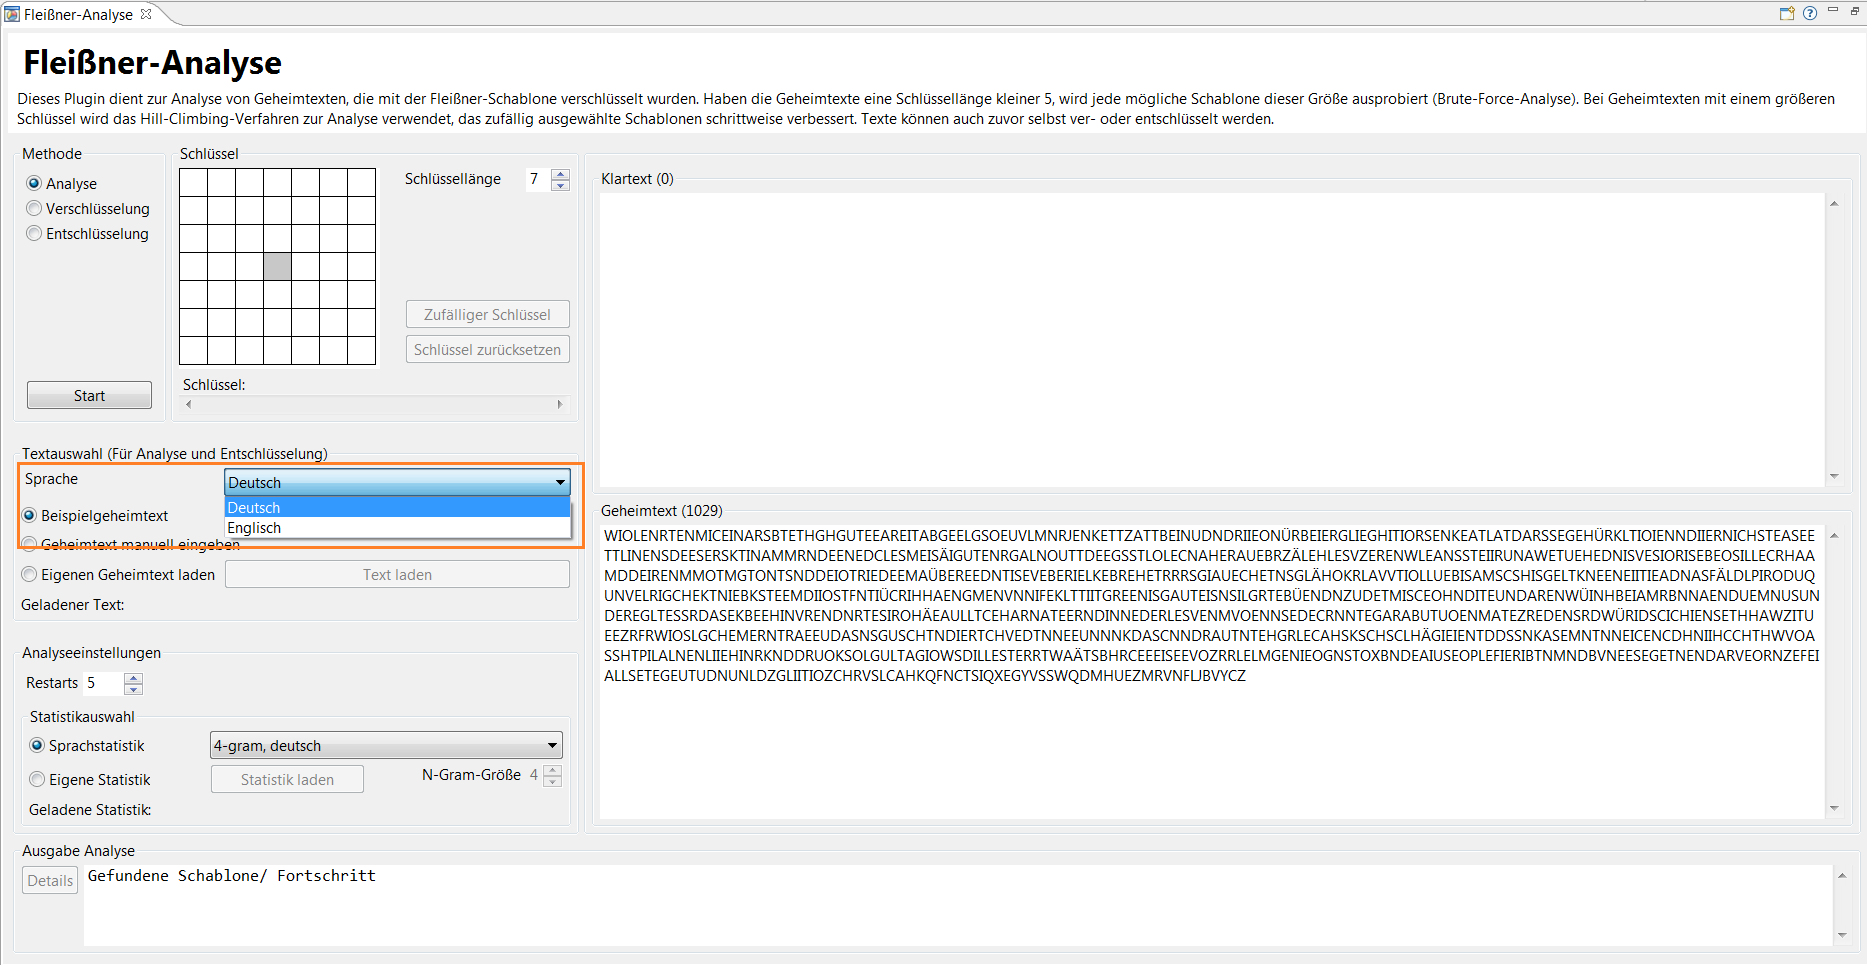 Fleißner-Analyse
Fleißner-Analyse
Dieses Plugin dient zur Analyse von Geheimtexten, die mit der Fleißner-Schablone verschlüsselt wurden. Haben die Geheimtexte eine Schlüssellänge kleiner 5, wird jede mögliche Schablone dieser Größe ausprobiert (Brute-Force-Analyse). Bei Geheimtexten mit einem größeren
Schlüssel wird das Hill-Climbing-Verfahren zur Analyse verwendet, das zufällig ausgewählte Schablonen schrittweise verbessert. Texte können auch zuvor selbst ver- oder entschlüsselt werden.
Methode
Analyse
Verschlüsselung
Entschlüsselung
Start
Schlüssel
Schlüssellänge 7
Zufälliger Schlüssel
Schlüssel zurücksetzen
Schlüssel:
Textauswahl (Für Analyse und Entschlüsselung)
Sprache
Deutsch
Deutsch
Englisch
Beispielgeheimtext
Geheimtext manuell eingeben
Eigenen Geheimtext laden
Text laden
Geladener Text:
Analyseeinstellungen
Restarts 5
Statistikauswahl
Sprachstatistik
4-gram, deutsch
Eigene Statistik
Statistik laden
N-Gram-Größe 4
Geladene Statistik:
Klartext (0)
Geheimtext (1029)
WIOLENRTENMICEINARSBTETHGHGUTEEAREITABGEELGSOEUVLMNRJENKETTZATTBEINUDNDRIIEONÜRBEIERGLIEGHITIORSENKEATLATDARSSEGEHÜRKLTIOIENNDIIERNICHSTEASEE
TTLINENSDEESERSKTINAMMRNDEENEDCLESMEISÄIGUTENRGALNOUTTDEEGSSTLOLECNAHERAUEBRZÄLEHLESVZERENWLEANSSTEIIRUNAWETUEHEDNISVESIORISEBEOSILLECRHAA
MDDEIRENMMOTMGTONTSNDDEIOTRIEDEEMAÜBEREEDNTISEVEBERIELKEBREHETRRRSGIAUECHETNSGLÄHOKRLAVVTIOLLUEBISAMSCSHISGELTKNEENEIITIEADNASFÄLDLPIRODUQ
UNVELRIGCHEKTNIEBKSTEEMDIIOSTFNTIÜCRIHHAENGMENVNNIFEKLTTIITGREENISGAUTEISNSILGRTEBÜENDNZUDETMISCEOHNDITEUNDARENWÜINHBEIAMRBNNAENDUEMNUSUN
DEREGLTESSRDASEKBEEHINVRENDNRTESIROHÄEAULLTCEHARNATEERNDINNEDERLESVENMVOENNSEDECRNNTEGARABUTUOENMATEZREDENSRDWÜRIDSCICHIENSETHHAWZITU
EEZRFRWIOSLGCHEMERNTRAEEUDASNSGUSCHTNDIERTCHVEDTNNEEUNNNKDASCNNDRAUTNTEHGRLECAHSKSCHSCLHÄGIEIENTDDSSNKASEMNTNNEICENCDHNIIHCCHTHWVOA
SSHTPILALNENLIIEHINRKNDDRUOKSOLGULTAGIOWSDILLESTERRTWAÄTSBHRCEEEISEEVOZRRLELMGENIEOGNSTOXBNDEAIUSEOPLEFIERIBTNMNDBVNEESEGETNENDARVEORNZEFEI
ALLSETEGEUTUDNUNLDZGLIITIOZCHRVSLCAHKQFNCTSIQXEGYVSSWQDMHUEZMRVNFLJBVYCZ
Ausgabe Analyse
Details
Gefundene Schablone/ Fortschritt